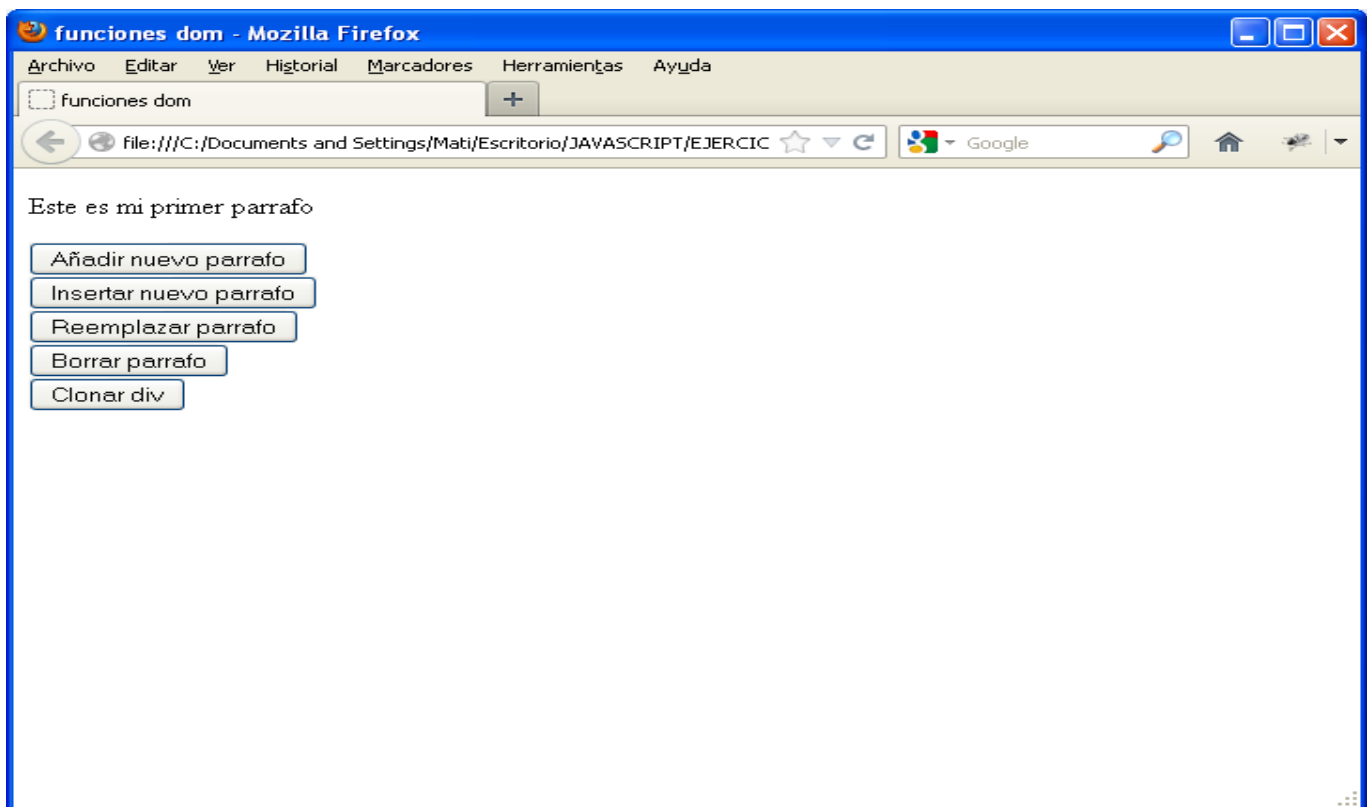 funciones dom - Mozilla Firefox
Archivo Editar Ver Historial Marcadores Herramientas Ayuda
funciones dom +
file:///C:/Documents and Settings/Mati/Escritorio/JAVASCRIPT/EJERCIC Google
Este es mi primer parrafo
Añadir nuevo parrafo
Insertar nuevo parrafo
Reemplazar parrafo
Borrar parrafo
Clonar div